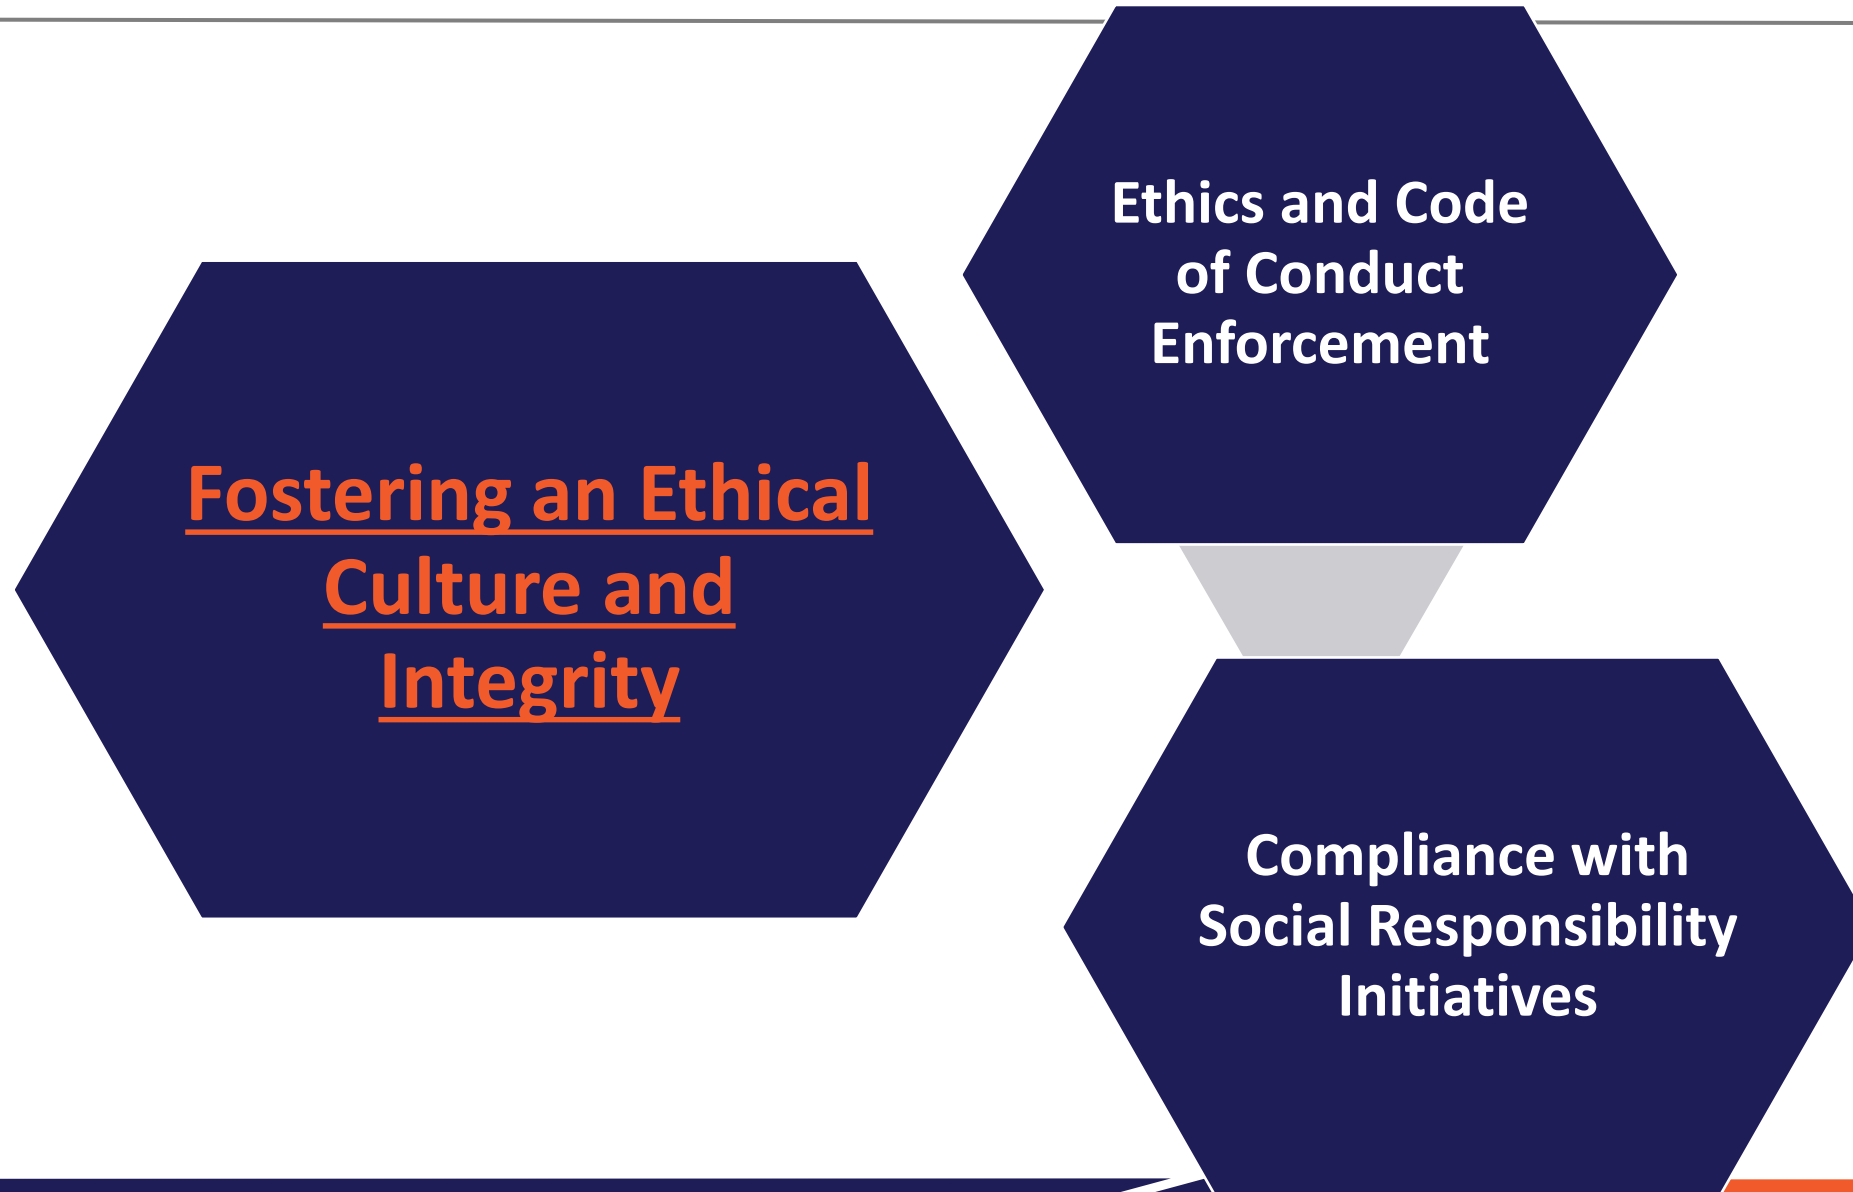 Fostering an Ethical
Culture and
Integrity
Ethics and Code
of Conduct
Enforcement
Compliance with
Social Responsibility
Initiatives